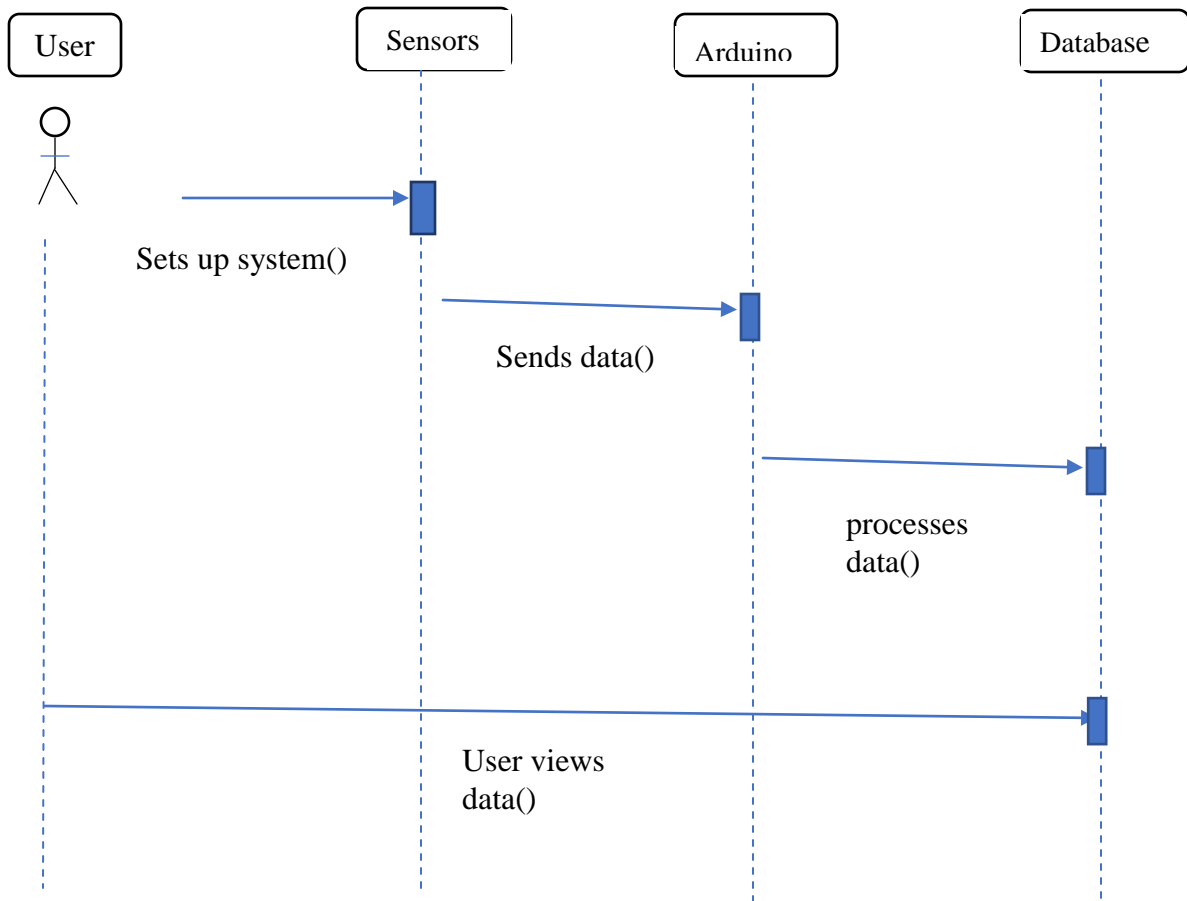 User
Sensors
Arduino
Database
Sets up system()
Sends data()
processes
data()
User views
data()